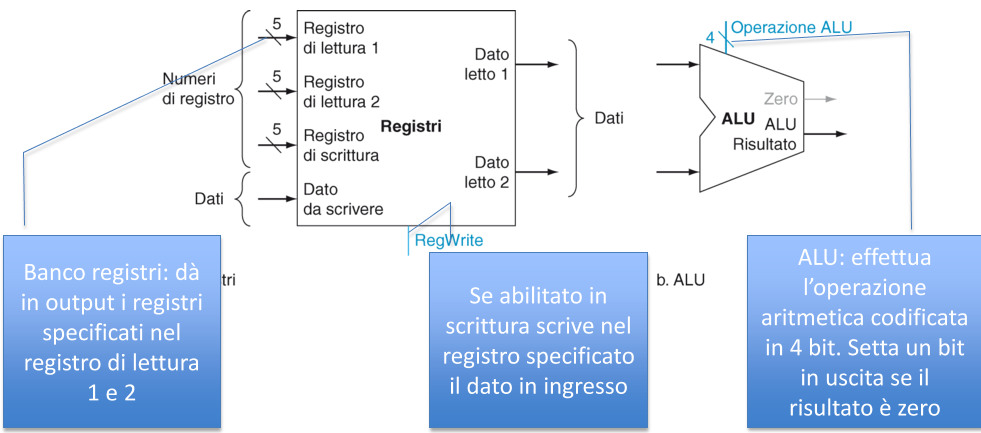 5
Registro
di lettura 1
5
Registro
di lettura 2
5
Registro
di scrittura
Numeri
di registro
Dati
Dato
da scrivere
Registri
Dato
letto 1
Dato
letto 2
Dati
RegWrite
4
Operazione ALU
Zero
ALU
ALU
Risultato
tri
b. ALU
Banco registri: dà
in output i registri
specificati nel
registro di lettura
1 e 2
Se abilitato in
scrittura scrive nel
registro specificato
il dato in ingresso
ALU: effettua
l’operazione
aritmetica codificata
in 4 bit. Setta un bit
in uscita se il
risultato è zero